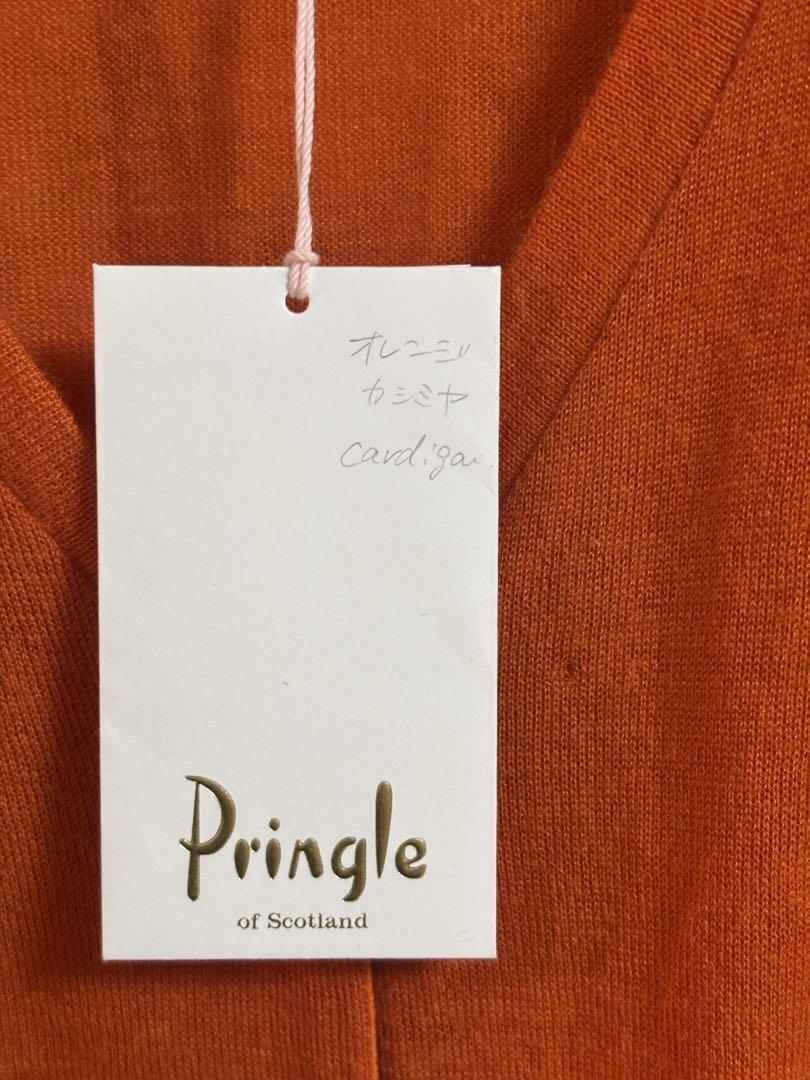 オレンジ
カシミヤ
cardigan
Pringle
of Scotland